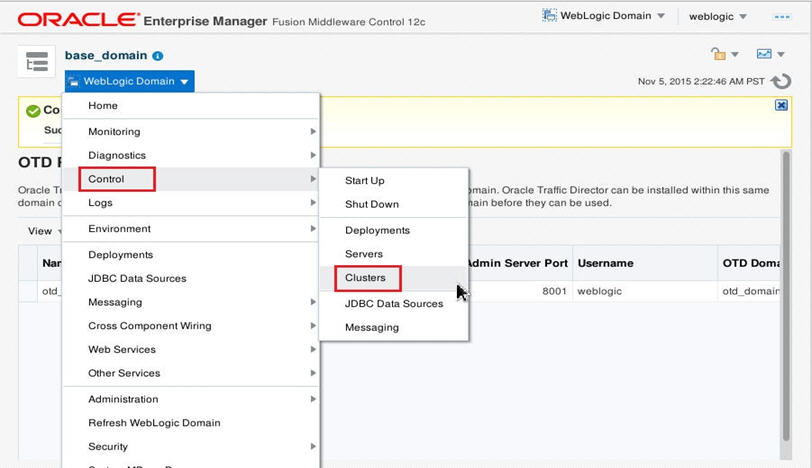 ORACLE Enterprise Manager Fusion Middleware Control 12c WebLogic Domain weblogic
base_domain
WebLogic Domain
Nov 5, 2015 2:22:46 AM PST
Home
Co
Suc
Monitoring
Diagnostics
OTD
Control
Start Up
Oracle omain. Oracle Traffic Director can be installed within this same
domain main before they can be used.
Logs
Shut Down
Environment
View
Deployments
Deployments
Servers
Admin Server Port Username OTD Doma
JDBC Data Sources
Clusters
otd_ 8001 weblogic otd_domain
Messaging
JDBC Data Sources
Cross Component Wiring
Messaging
Web Services
Other Services
Administration
Refresh WebLogic Domain
Security